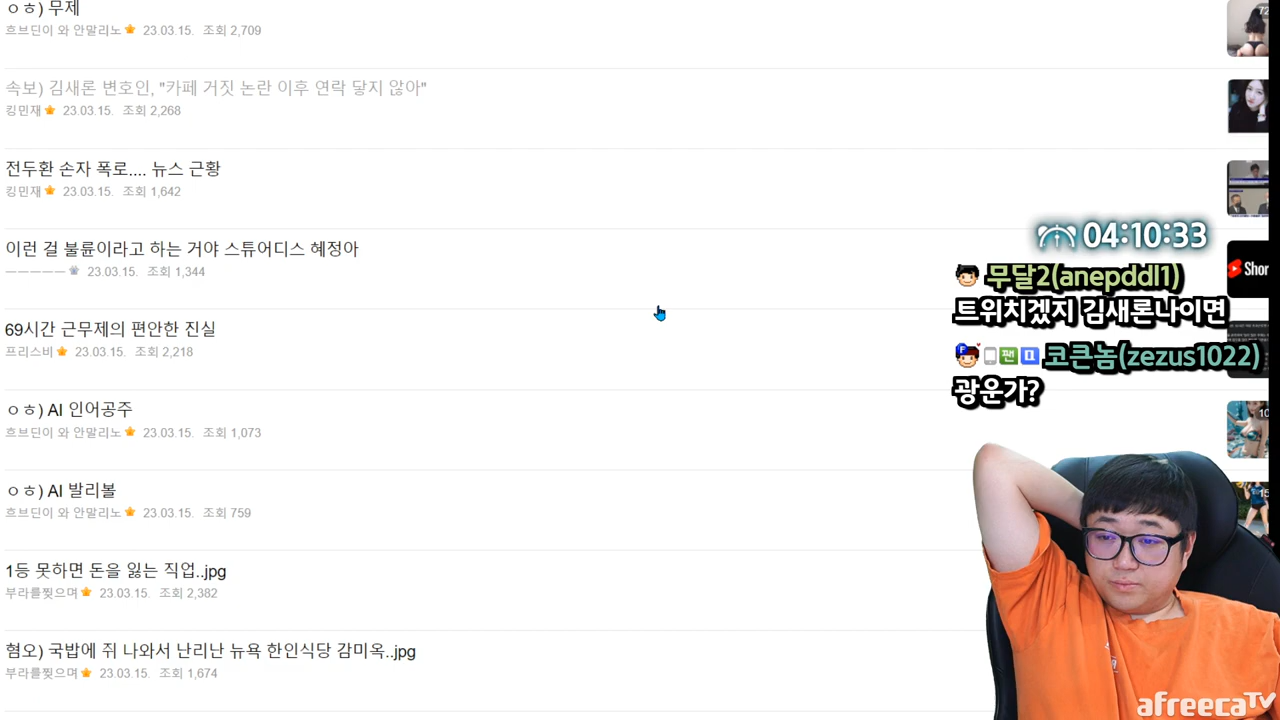 ㅇㅎ) 무제
흐브딘이 와 안말리노 23.03.15. 조회 2,709
속보) 김새론 변호인, "카페 거짓 논란 이후 연락 닿지 않아"
킹민재 23.03.15. 조회 2,268
전두환 손자 폭로.... 뉴스 근황
킹민재 23.03.15. 조회 1,642
이런 걸 불륜이라고 하는 거야 스튜어디스 혜정아
ㅡㅡㅡㅡㅡ 23.03.15. 조회 1,344
Shor
04:10:33
무달2(anepddl1)
트위치겠지 김새론나이면
69시간 근무제의 편안한 진실
프리스비 23.03.15. 조회 2,218
팬
코큰놈(zezus1022)
광운가?
ㅇㅎ) AI 인어공주
흐브딘이 와 안말리노 23.03.15. 조회 1,073
10
ㅇㅎ) AI 발리볼
흐브딘이 와 안말리노 23.03.15. 조회 759
15
1등 못하면 돈을 잃는 직업..jpg
부라를찢으며 23.03.15. 조회 2,382
혐오) 국밥에 쥐 나와서 난리난 뉴욕 한인식당 감미옥..jpg
부라를찢으며 23.03.15. 조회 1,674
afreecaTV